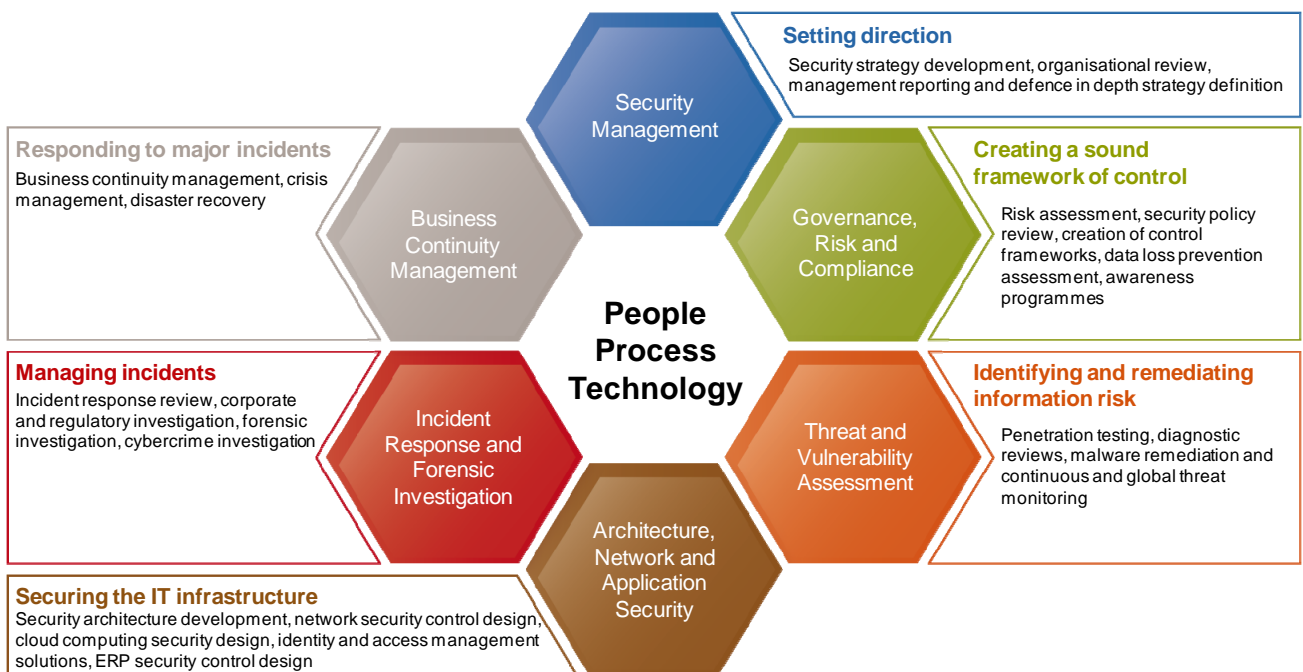 Setting direction
Security strategy development, organisational review,
management reporting and defence in depth strategy definition
Security
Management
Responding to major incidents
Business continuity management, crisis
management, disaster recovery
Business
Continuity
Management
Governance,
Risk and
Compliance
Creating a sound
framework of control
Risk assessment, security policy
review, creation of control
frameworks, data loss prevention
assessment, awareness
programmes
People
Process
Technology
Managing incidents
Incident response review, corporate
and regulatory investigation, forensic
investigation, cybercrime investigation
Incident
Response and
Forensic
Investigation
Threat and
Vulnerability
Assessment
Identifying and remediating
information risk
Penetration testing, diagnostic
reviews, malware remediation and
continuous and global threat
monitoring
Architecture,
Network and
Application
Security
Securing the IT infrastructure
Security architecture development, network security control design,
cloud computing security design, identity and access management
solutions, ERP security control design